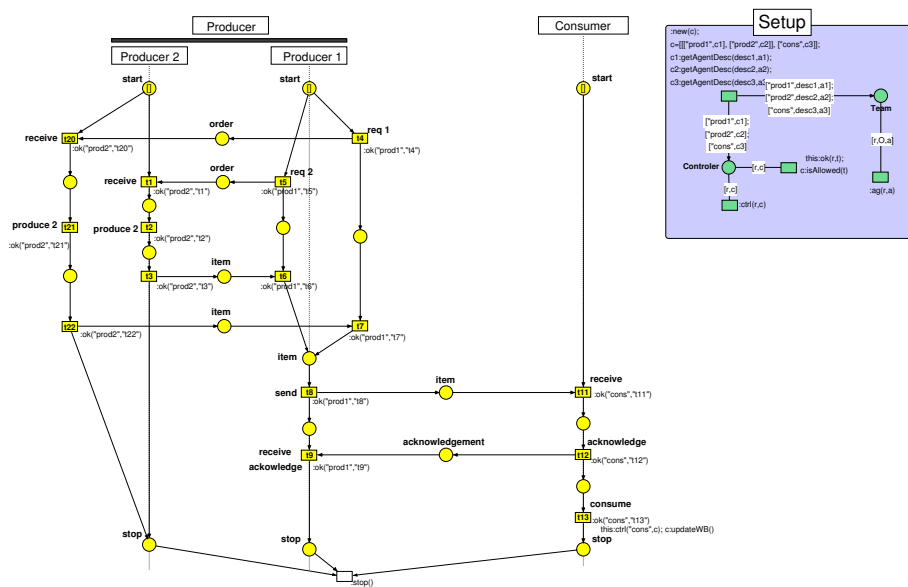 Producer
Consumer
Setup
Producer 2
Producer 1
:new(c);
c=[[["prod1",c1], ["prod2",c2]], ["cons",c3]];
c1:getAgentDesc(desc1,a1);
c2:getAgentDesc(desc2,a2);
c3:getAgentDesc(desc3,a3
["prod1",desc1,a1];
["prod2",desc2,a2];
["cons",desc3,a3]
Team
["prod1",c1];
["prod2",c2];
["cons",c3]
[r,O,a]
Controler
[r,c]
this:ok(r,t);
c:isAllowed(t)
[r,c]
:ag(r,a)
:ctrl(r,c)
stop
stop
start
start
start
[]
[]
[]
receive
order
req 1
t20
t4
:ok("prod2","t20")
:ok("prod1","t4")
receive
order
req 2
t1
t5
:ok("prod2","t1")
:ok("prod1","t5")
produce 2
t21
:ok("prod2","t21")
produce 2
t2
:ok("prod2","t2")
item
t3
t6
:ok("prod2","t3")
:ok("prod1","t6")
item
t22
t7
:ok("prod2","t22")
:ok("prod1","t7")
item
send
t8
:ok("prod1","t8")
item
receive
t11
:ok("cons","t11")
receive
ackowledge
t9
:ok("prod1","t9")
acknowledgement
acknowledge
t12
:ok("cons","t12")
consume
t13
:ok("cons","t13")
this:ctrl("cons",c); c:updateWB()
stop
stop
stop
:stop()